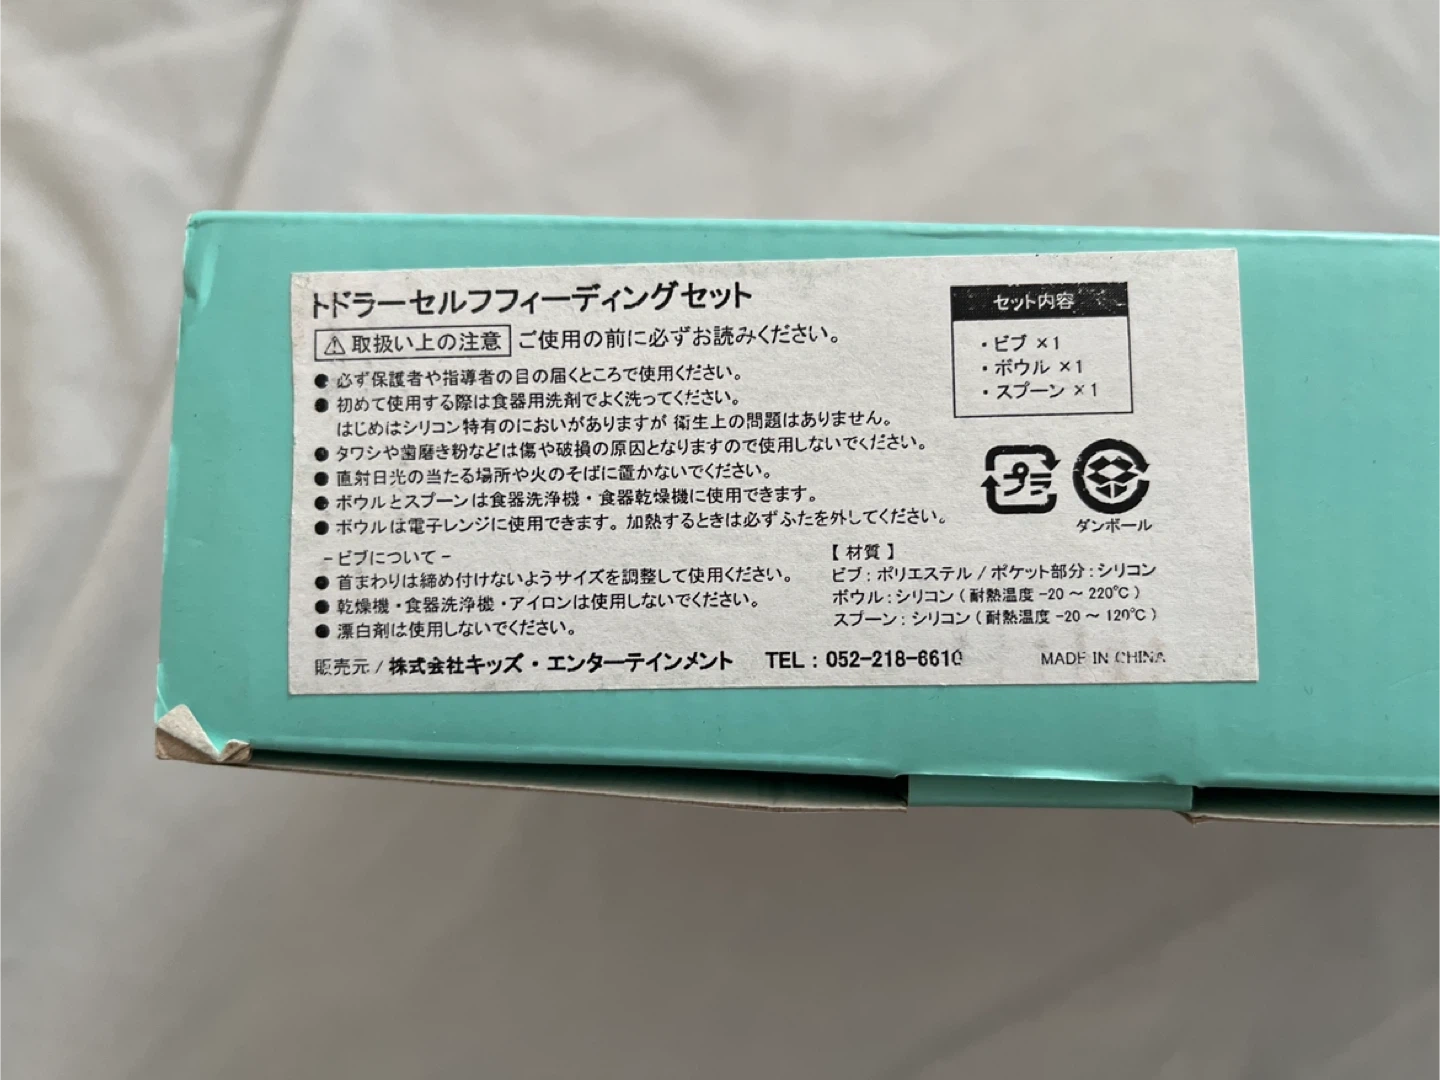 トドラーセルフフィーディングセット
⚠ 取扱い上の注意 ご使用の前に必ずお読みください。
● 必ず保護者や指導者の目の届くところで使用ください。
● 初めて使用する際は食器用洗剤でよく洗ってください。
はじめはシリコン特有のにおいがありますが 衛生上の問題はありません。
● タワシや歯磨き粉などは傷や破損の原因となりますので使用しないでください。
● 直射日光の当たる場所や火のそばに置かないでください。
● ボウルとスプーンは食器洗浄機・食器乾燥機に使用できます。
● ボウルは電子レンジに使用できます。加熱するときは必ずふたを外してください。
－ビブについて－
● 首まわりは締め付けないようサイズを調整して使用ください。
● 乾燥機・食器洗浄機・アイロンは使用しないでください。
● 漂白剤は使用しないでください。
販売元 / 株式会社キッズ・エンターテインメント TEL : 052-218-6610
セット内容
・ビブ ×1
・ボウル ×1
・スプーン ×1
プラ
ダンボール
【 材質 】
ビブ : ポリエステル / ポケット部分 : シリコン
ボウル : シリコン ( 耐熱温度 -20 ～ 220℃ )
スプーン : シリコン ( 耐熱温度 -20 ～ 120℃ )
MADE IN CHINA